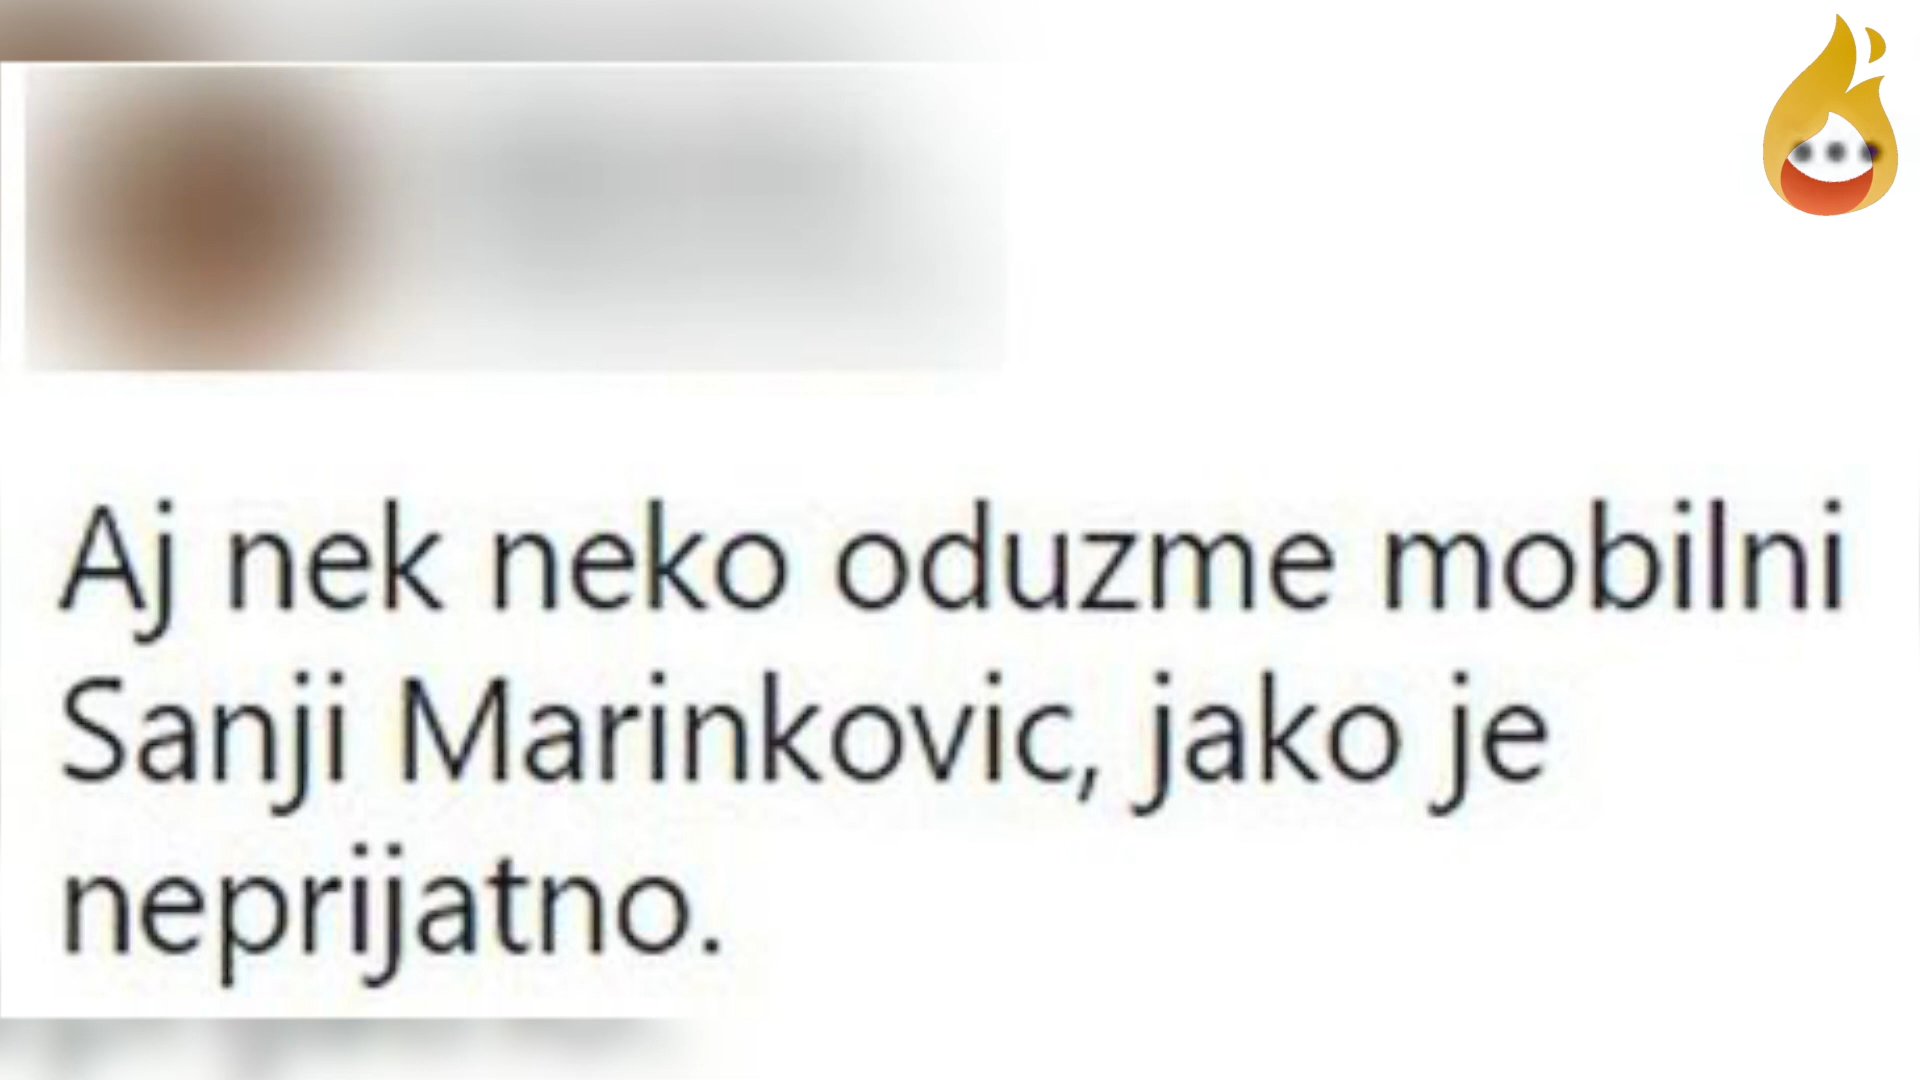 Aj nek neko oduzme mobilni
Sanji Marinkovic, jako je
neprijatno.